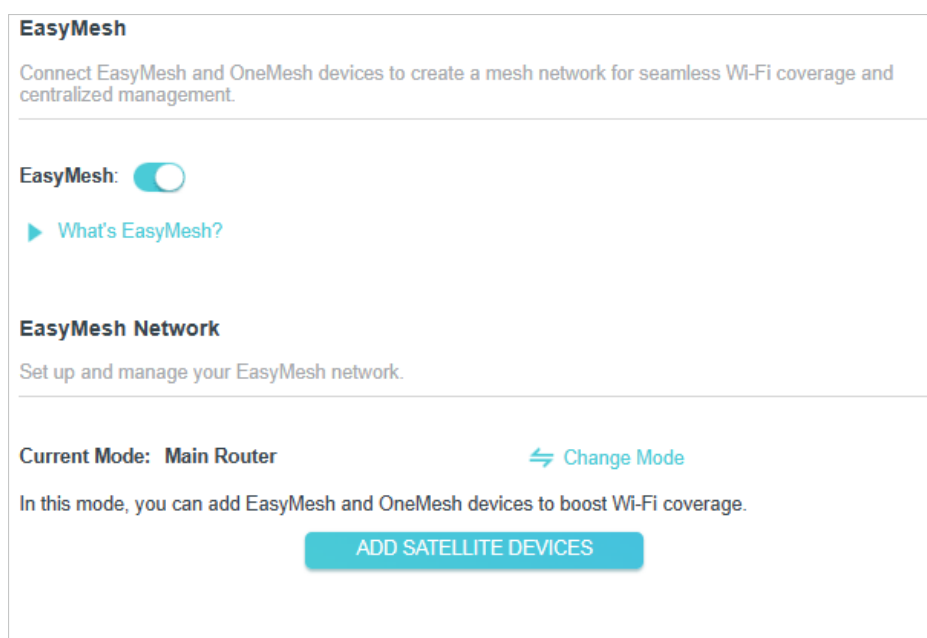 EasyMesh
Connect EasyMesh and OneMesh devices to create a mesh network for seamless Wi-Fi coverage and
centralized management.
EasyMesh:
What's EasyMesh?
EasyMesh Network
Set up and manage your EasyMesh network.
Current Mode: Main Router
Change Mode
In this mode, you can add EasyMesh and OneMesh devices to boost Wi-Fi coverage.
ADD SATELLITE DEVICES